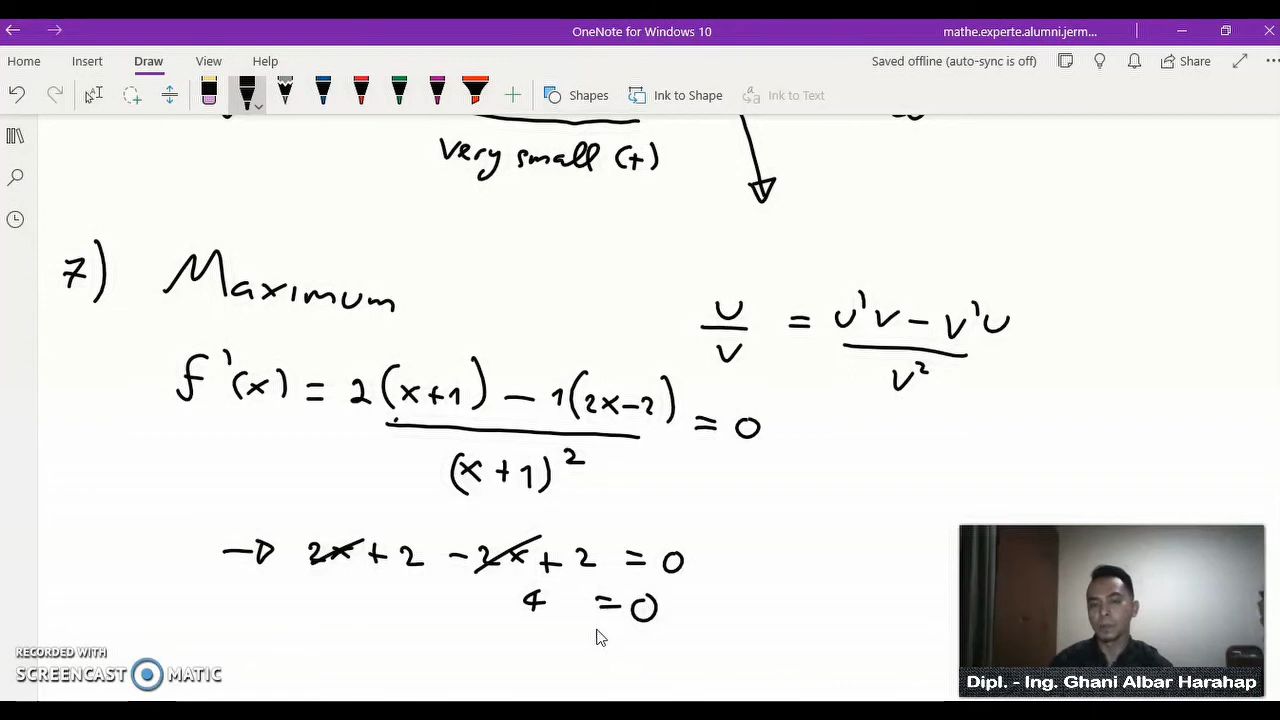 OneNote for Windows 10
mathe.experte.alumni.jerm...
Home Insert Draw View Help
Saved offline (auto-sync is off)
Share
Shapes
Ink to Shape
Ink to Text
very small (+)
7) Maximum
u/v = u'v - v'u / v²
f'(x) = 2(x+1) - 1(2x-2) / (x+1)² = 0
→ 2x + 2 - 2x + 2 = 0
4 = 0
RECORDED WITH
SCREENCAST MATIC
Dipl. - Ing. Ghani Albar Harahap